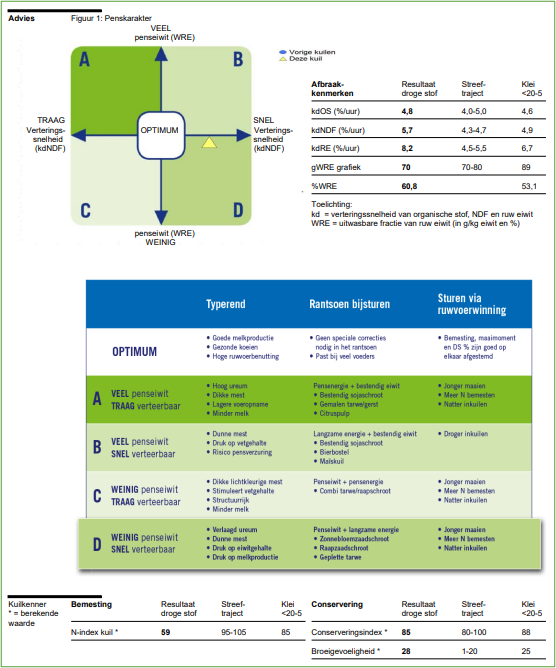 Advies
Figuur 1: Penskarakter
VEEL
penseiwit (WRE)
A
B
Vorige kuilen
Deze kuil
TRAAG
Verterings-
snelheid
(kdNDF)
OPTIMUM
SNEL
Verterings-
snelheid
(kdNDF)
C
D
penseiwit (WRE)
WEINIG
Afbraak-
kenmerken
Resultaat
droge stof
Streef-
traject
Klei
<20-5
kdOS (%/uur) 4,8 4,0-5,0 4,6
kdNDF (%/uur) 5,7 4,3-4,7 4,9
kdRE (%/uur) 8,2 4,5-5,5 6,7
gWRE grafiek 70 70-80 89
%WRE 60,8 53,1
Toelichting:
kd = verteringssnelheid van organische stof, NDF en ruw eiwit
WRE = uitwasbare fractie van ruw eiwit (in g/kg eiwit en %)
Typerend
Rantsoen bijsturen
Sturen via
ruwvoerwinning
OPTIMUM
• Goede melkproductie
• Gezonde koeien
• Hoge ruwvoerbenutting
• Geen speciale correcties
nodig in het rantsoen
• Past bij veel voeders
• Bemesting, maaimoment
en DS % zijn goed op
elkaar afgestemd
A VEEL penseiwit
TRAAG verteerbaar
• Hoog ureum
• Dikke mest
• Lagere voeropname
• Minder melk
Pensenergie + bestendig eiwit
• Bestendig sojaschroot
• Gemalen tarwe/gerst
• Citruspulp
• Jonger maaien
• Meer N bemesten
• Natter inkuilen
B VEEL penseiwit
SNEL verteerbaar
• Dunne mest
• Druk op vetgehalte
• Risico pensverzuring
Langzame energie + bestendig eiwit
• Bestendig sojaschroot
• Bierbostel
• Maïskuil
• Droger inkuilen
C WEINIG penseiwit
TRAAG verteerbaar
• Dikke lichtkleurige mest
• Stimuleert vetgehalte
• Structuurrijk
• Minder melk
Penseiwit + pensenergie
• Combi tarwe/raapschroot
• Jonger maaien
• Meer N bemesten
• Natter inkuilen
D WEINIG penseiwit
SNEL verteerbaar
• Verlaagd ureum
• Dunne mest
• Druk op eiwitgehalte
• Druk op melkproductie
Penseiwit + langzame energie
• Zonnebloemzaadschroot
• Raapzaadschroot
• Geplette tarwe
• Jonger maaien
• Meer N bemesten
• Natter inkuilen
Kuilkenner
* = berekende
waarde
Bemesting
Resultaat
droge stof
Streef-
traject
Klei
<20-5
N-index kuil * 59 95-105 85
Conservering
Resultaat
droge stof
Streef-
traject
Klei
<20-5
Conserveringsindex * 85 80-100 88
Broeigevoeligheid * 28 1-20 25